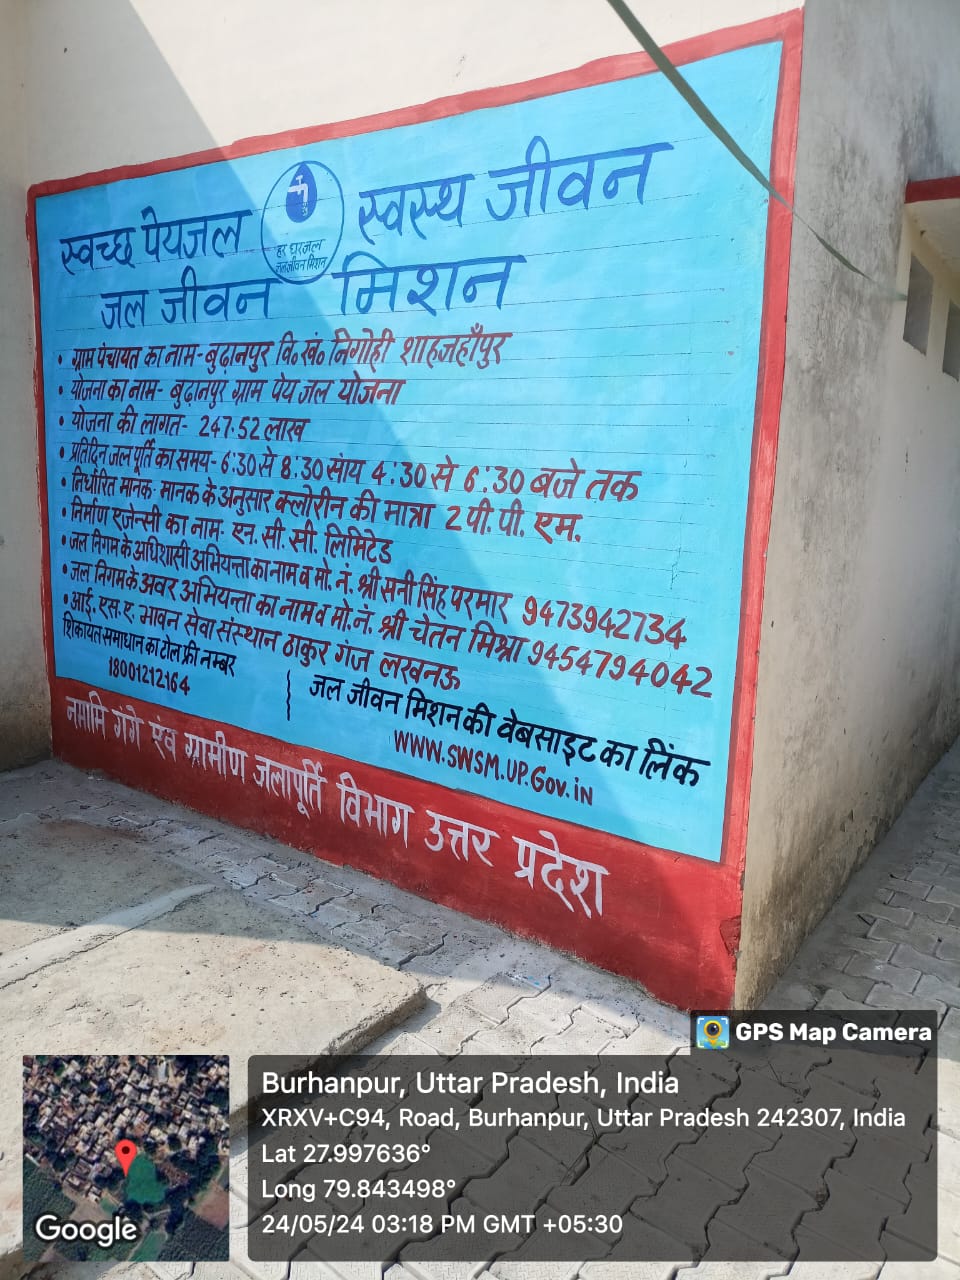 स्वच्छ पेयजल
हर घर जल
जल जीवन मिशन
स्वस्थ जीवन
जल जीवन मिशन
• ग्राम पंचायत का नाम- बुढ़ानपुर वि० खं० निगोही शाहजहाँपुर
• योजना का नाम- बुढ़ानपुर ग्राम पेय जल योजना
• योजना की लागत- 247.52 लाख
• प्रतिदिन जल पूर्ति का समय- 6:30 से 8:30 सांय 4:30 से 6:30 बजे तक
• निर्धारित मानक- मानक के अनुसार क्लोरीन की मात्रा 2 पी. पी. एम.
• निर्माण एजेन्सी का नाम- एन. सी. सी. लिमिटेड
• जल निगम के अधिशासी अभियन्ता का नाम व मो. नं. श्री सनी सिंह परमार 9473942734
• जल निगम के अवर अभियन्ता का नाम व मो. नं. श्री चेतन मिश्रा 9454794042
• आई. एस. ए. भावन सेवा संस्थान ठाकुर गंज लखनऊ
शिकायत समाधान का टोल फ्री नम्बर
18001212164
जल जीवन मिशन की वेबसाइट का लिंक
WWW.SWSM.UP.Gov.in
नमामि गंगे एंव ग्रामीण जलापूर्ति विभाग उत्तर प्रदेश
GPS Map Camera
Burhanpur, Uttar Pradesh, India
XRXV+C94, Road, Burhanpur, Uttar Pradesh 242307, India
Lat 27.997636°
Long 79.843498°
24/05/24 03:18 PM GMT +05:30
Google